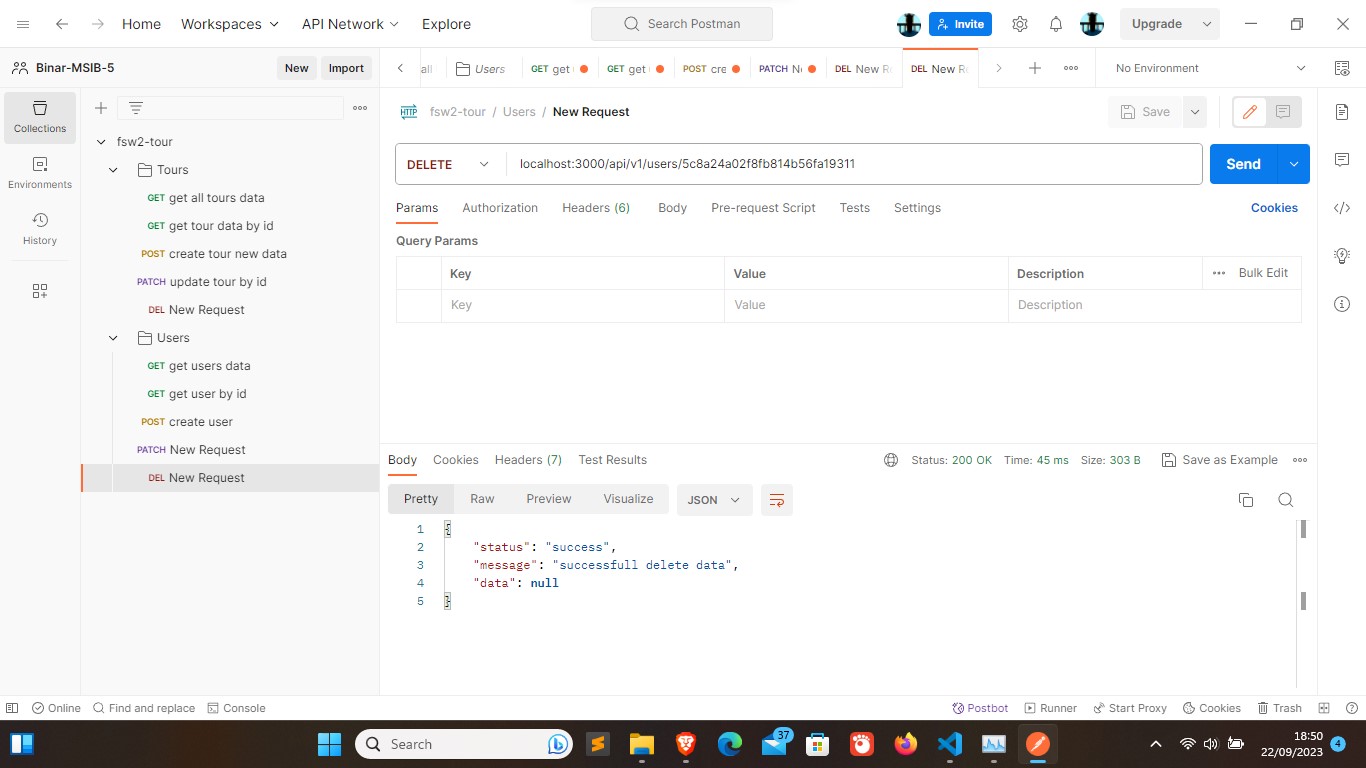 Home Workspaces API Network Explore Search Postman Invite Upgrade
Binar-MSIB-5 New Import
all Users GET get GET get POST cre PATCH N DEL New R DEL New Re No Environment
Collections
Environments
History
fsw2-tour
Tours
GET get all tours data
GET get tour data by id
POST create tour new data
PATCH update tour by id
DEL New Request
Users
GET get users data
GET get user by id
POST create user
PATCH New Request
DEL New Request
HTTP fsw2-tour / Users / New Request Save
DELETE localhost:3000/api/v1/users/5c8a24a02f8fb814b56fa19311 Send
Params Authorization Headers (6) Body Pre-request Script Tests Settings Cookies
Query Params
Key Value Description Bulk Edit
Key Value Description
Body Cookies Headers (7) Test Results Status: 200 OK Time: 45 ms Size: 303 B Save as Example
Pretty Raw Preview Visualize JSON
1 {
2 "status": "success",
3 "message": "successfull delete data",
4 "data": null
5 }
Online Find and replace Console Postbot Runner Start Proxy Cookies Trash
Search 37 18:50
22/09/2023 4